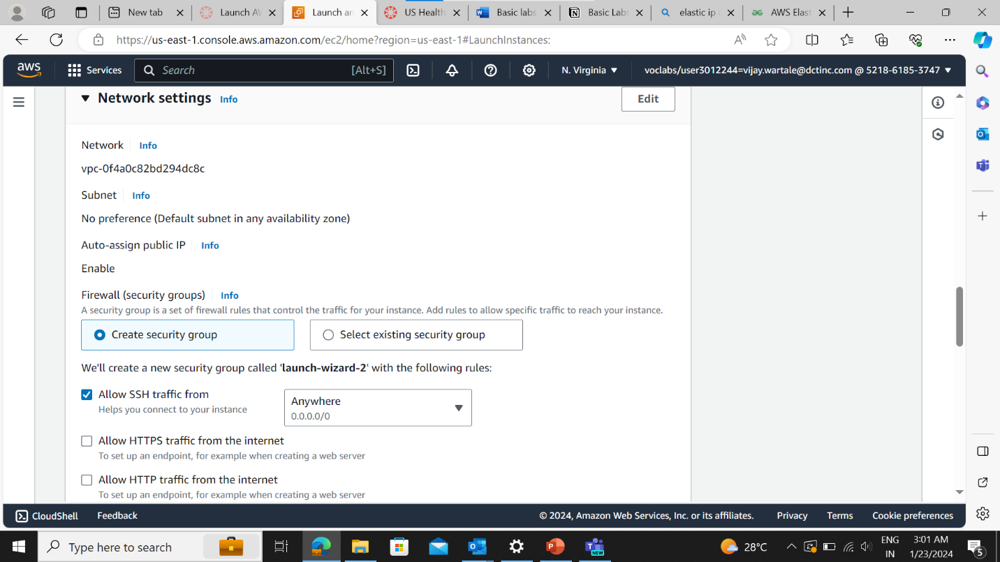 New tab
Launch AW
Launch an
US Health
Basic labs
Basic Labs
elastic ip
AWS Elast
https://us-east-1.console.aws.amazon.com/ec2/home?region=us-east-1#LaunchInstances:
aws
Services
Search
[Alt+S]
N. Virginia
voclabs/user3012244=vijay.wartale@dctinc.com @ 5218-6185-3747
Network settings Info
Edit
Network Info
vpc-0f4a0c82bd294dc8c
Subnet Info
No preference (Default subnet in any availability zone)
Auto-assign public IP Info
Enable
Firewall (security groups) Info
A security group is a set of firewall rules that control the traffic for your instance. Add rules to allow specific traffic to reach your instance.
Create security group
Select existing security group
We'll create a new security group called 'launch-wizard-2' with the following rules:
Allow SSH traffic from
Helps you connect to your instance
Anywhere
0.0.0.0/0
Allow HTTPS traffic from the internet
To set up an endpoint, for example when creating a web server
Allow HTTP traffic from the internet
To set up an endpoint, for example when creating a web server
CloudShell
Feedback
© 2024, Amazon Web Services, Inc. or its affiliates.
Privacy
Terms
Cookie preferences
Type here to search
NEW
28°C
ENG
IN
3:01 AM
1/23/2024
5